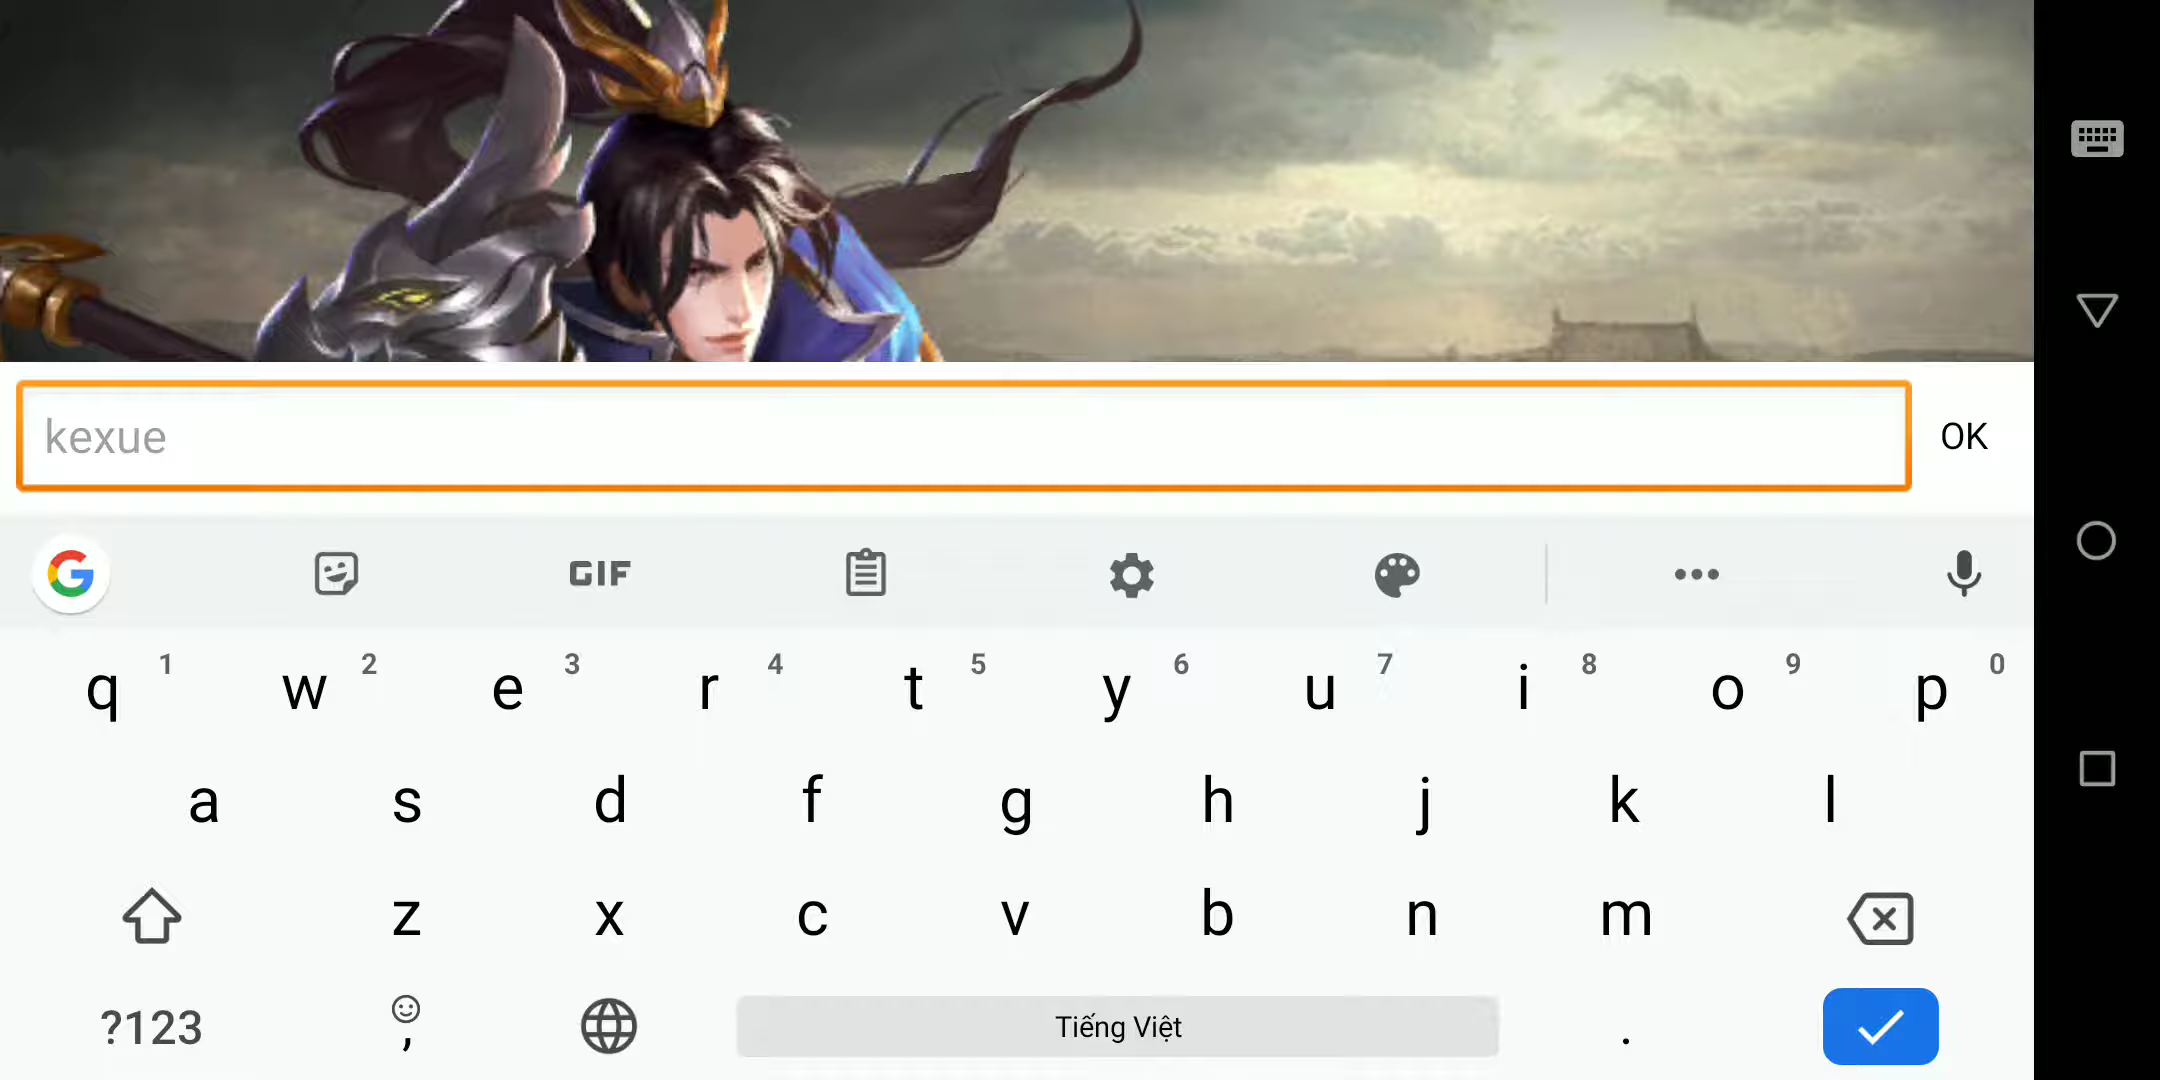 kexue
OK
GIF
q 1 w 2 e 3 r 4 t 5 y 6 u 7 i 8 o 9 p 0
a s d f g h j k l
z x c v b n m
?123 , Tiếng Việt .